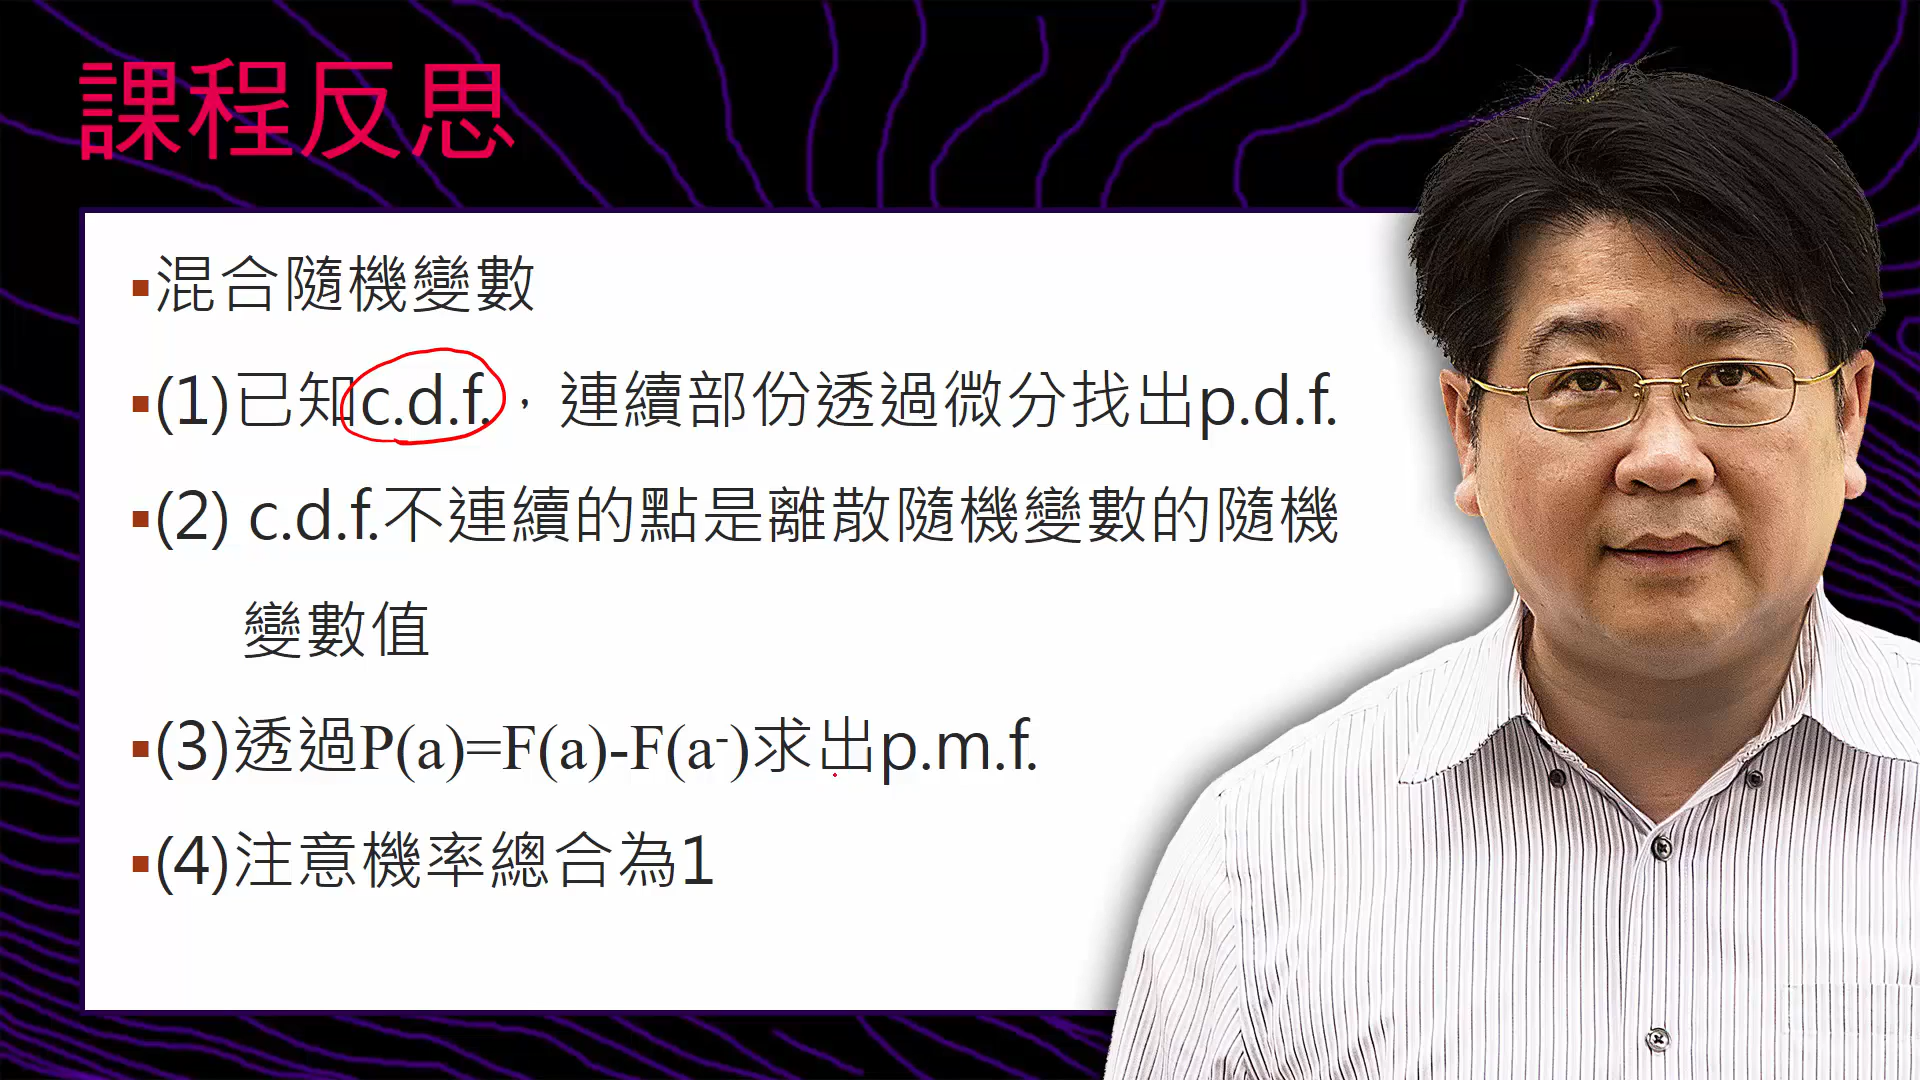 課程反思
▪混合隨機變數
▪(1)已知c.d.f.，連續部份透過微分找出p.d.f.
▪(2) c.d.f.不連續的點是離散隨機變數的隨機
變數值
▪(3)透過P(a)=F(a)-F(a⁻)求出p.m.f.
▪(4)注意機率總合為1